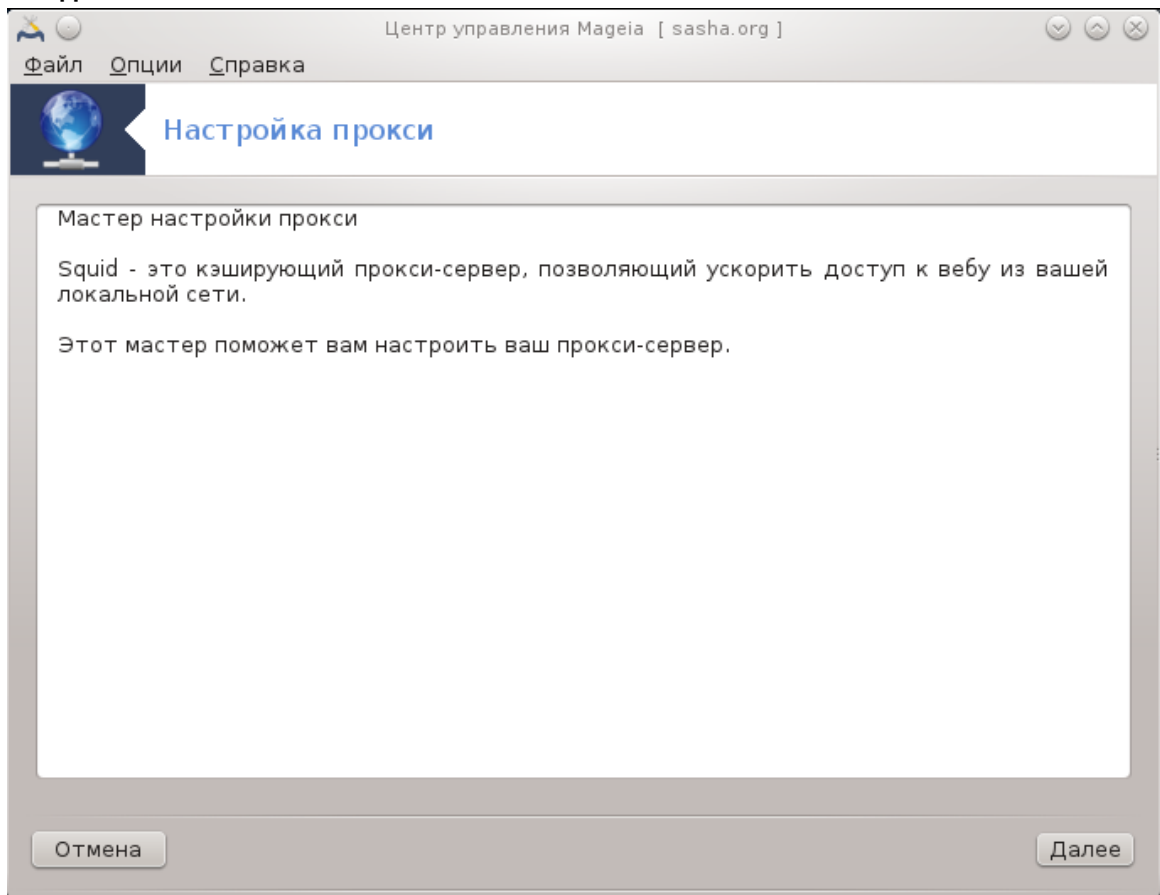 Центр управления Mageia [ sasha.org ]
Файл Опции Справка
Настройка прокси
Мастер настройки прокси
Squid - это кэширующий прокси-сервер, позволяющий ускорить доступ к вебу из вашей
локальной сети.
Этот мастер поможет вам настроить ваш прокси-сервер.
Отмена Далее